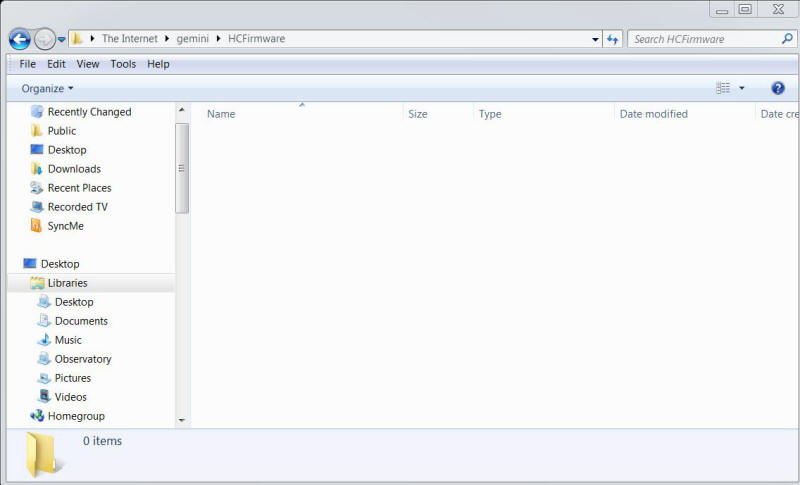 The Internet gemini HCFirmware Search HCFirmware
File Edit View Tools Help
Organize
Name Size Type Date modified Date cre
Recently Changed
Public
Desktop
Downloads
Recent Places
Recorded TV
SyncMe
Desktop
Libraries
Desktop
Documents
Music
Observatory
Pictures
Videos
Homegroup
0 items